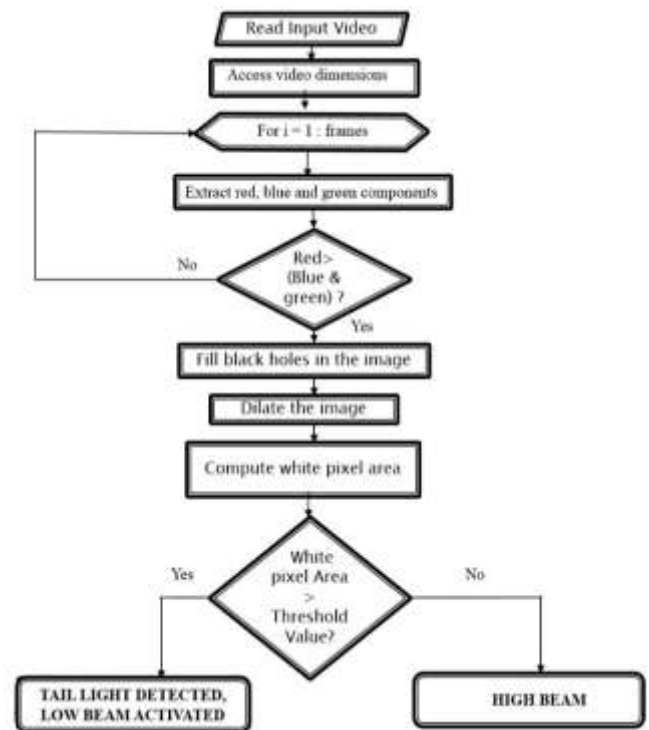 Read Input Video
Access video dimensions
For i = 1 : frames
Extract red, blue and green components
No
Red>
(Blue &
green) ?
Yes
Fill black holes in the image
Dilate the image
Compute white pixel area
Yes
White
pixel Area
>
Threshold
Value?
No
TAIL LIGHT DETECTED,
LOW BEAM ACTIVATED
HIGH BEAM